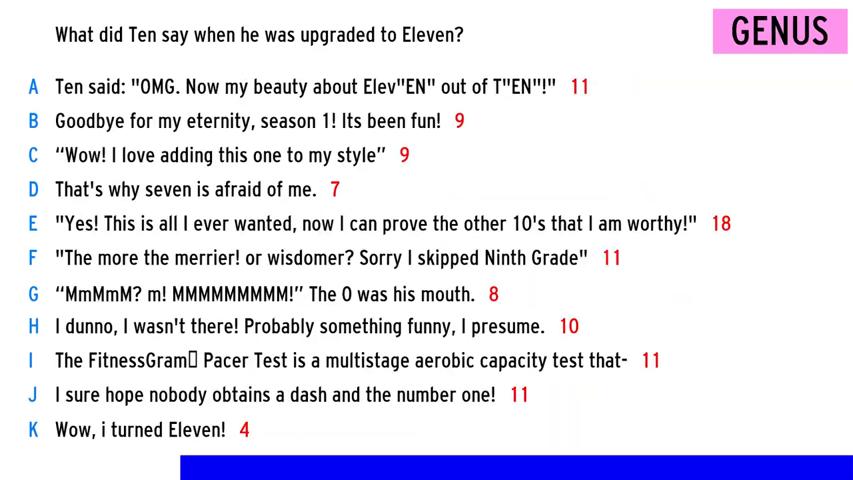 What did Ten say when he was upgraded to Eleven?
GENUS
A Ten said: "OMG. Now my beauty about Elev"EN" out of T"EN"!" 11
B Goodbye for my eternity, season 1! Its been fun! 9
C “Wow! I love adding this one to my style” 9
D That's why seven is afraid of me. 7
E "Yes! This is all I ever wanted, now I can prove the other 10's that I am worthy!" 18
F "The more the merrier! or wisdomer? Sorry I skipped Ninth Grade" 11
G “MmMmM? m! MMMMMMMMM!” The 0 was his mouth. 8
H I dunno, I wasn't there! Probably something funny, I presume. 10
I The FitnessGram▯ Pacer Test is a multistage aerobic capacity test that- 11
J I sure hope nobody obtains a dash and the number one! 11
K Wow, i turned Eleven! 4